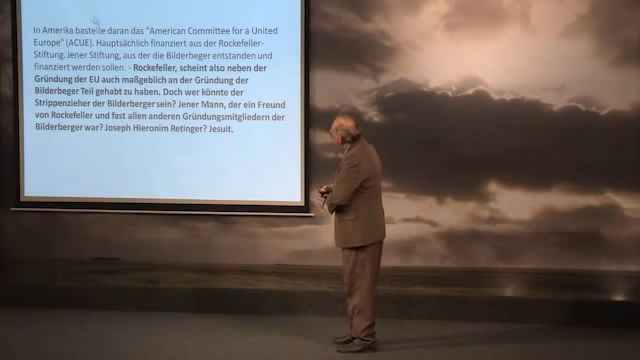 In Amerika bastelte daran das "American Committee for a United
Europe" (ACUE). Hauptsächlich finanziert aus der Rockefeller-
Stiftung. Jener Stiftung, aus der die Bilderbeger entstanden und
finanziert werden sollen. - Rockefeller, scheint also neben der
Gründung der EU auch maßgeblich an der Gründung der
Bilderbeger Teil gehabt zu haben. Doch wer könnte der
Strippenzieher der Bilderberger sein? Jener Mann, der ein Freund
von Rockefeller und fast allen anderen Gründungsmitgliedern der
Bilderberger war? Joseph Hieronim Retinger? Jesuit.